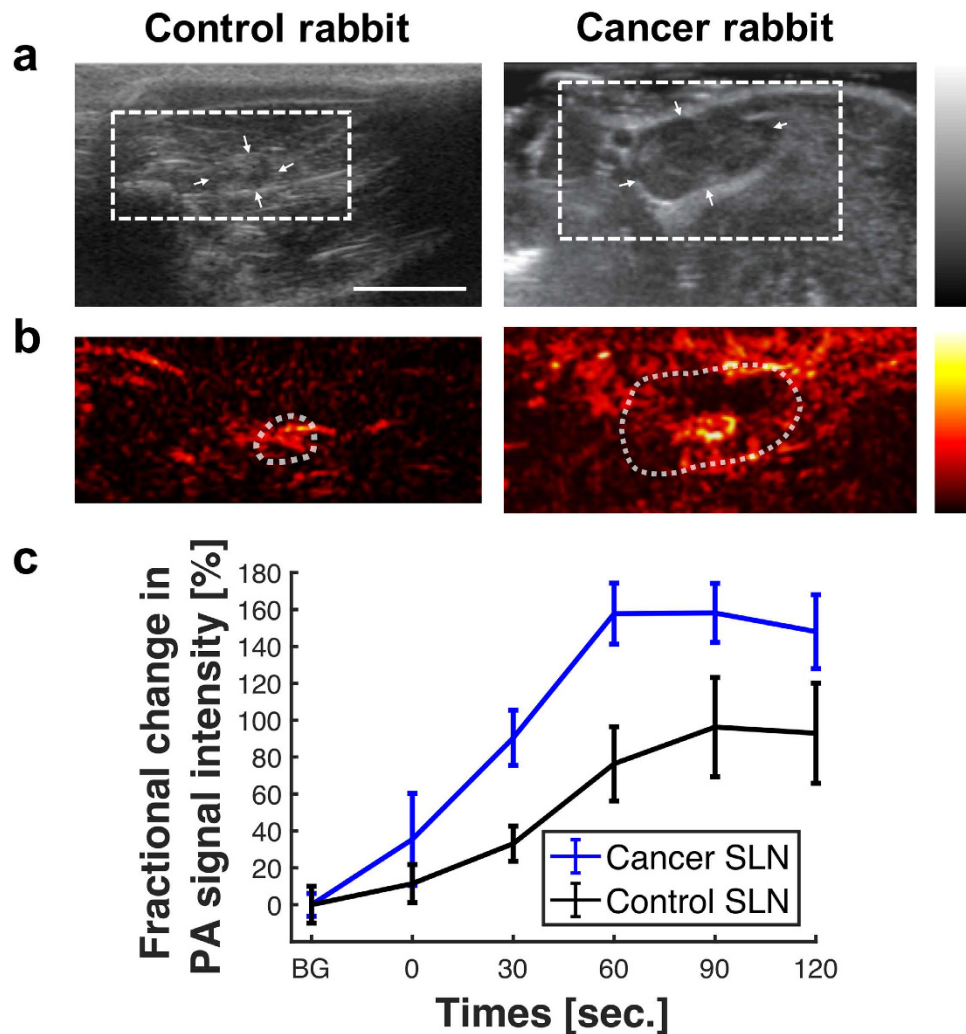 Control rabbit
Cancer rabbit
a
b
c
Fractional change in
PA signal intensity [%]
180
160
140
120
100
80
60
40
20
0
Cancer SLN
Control SLN
BG
0
30
60
90
120
Times [sec.]